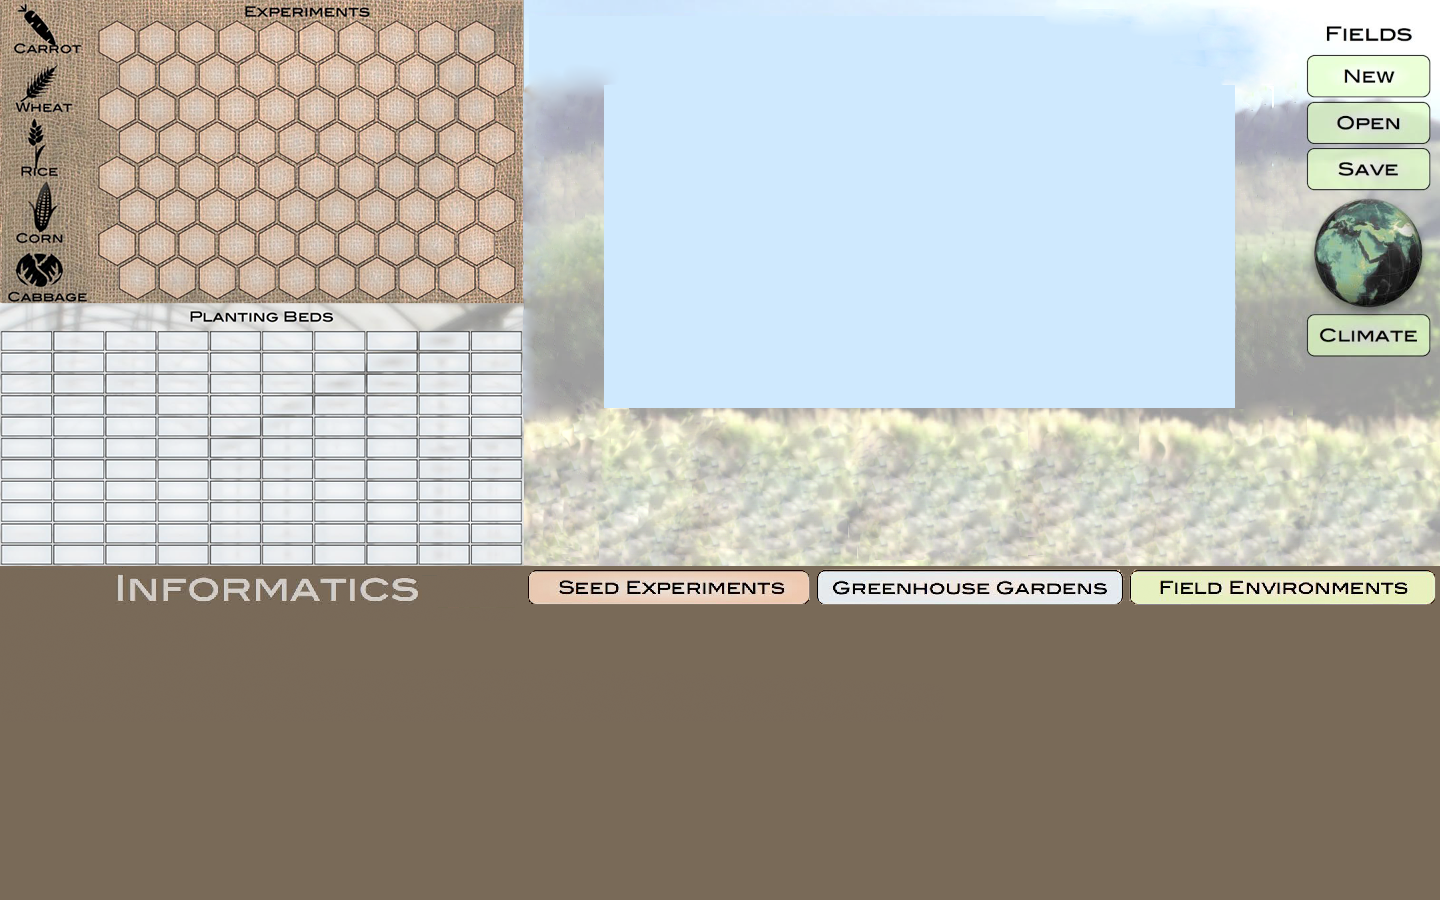 Experiments
Carrot
Wheat
Rice
Corn
Cabbage
Planting Beds
Fields
New
Open
Save
Climate
Informatics
Seed Experiments
Greenhouse Gardens
Field Environments